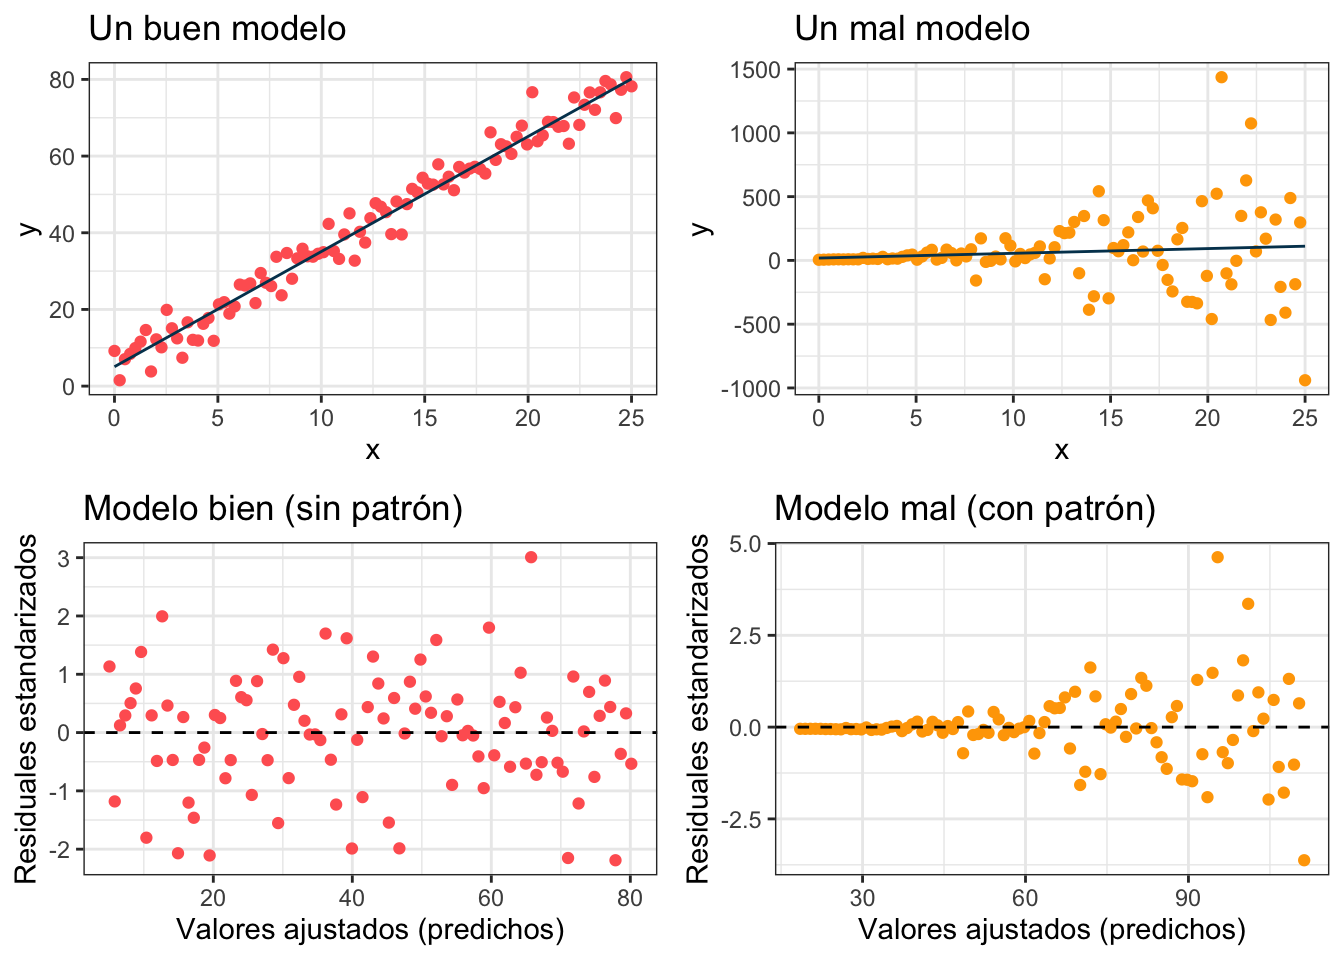 Un buen modelo
80
60
40
20
0
y
0 5 10 15 20 25
x
Un mal modelo
1500
1000
500
0
-500
-1000
y
0 5 10 15 20 25
x
Modelo bien (sin patrón)
3
2
1
0
-1
-2
Residuales estandarizados
20 40 60 80
Valores ajustados (predichos)
Modelo mal (con patrón)
5.0
2.5
0.0
-2.5
Residuales estandarizados
30 60 90
Valores ajustados (predichos)